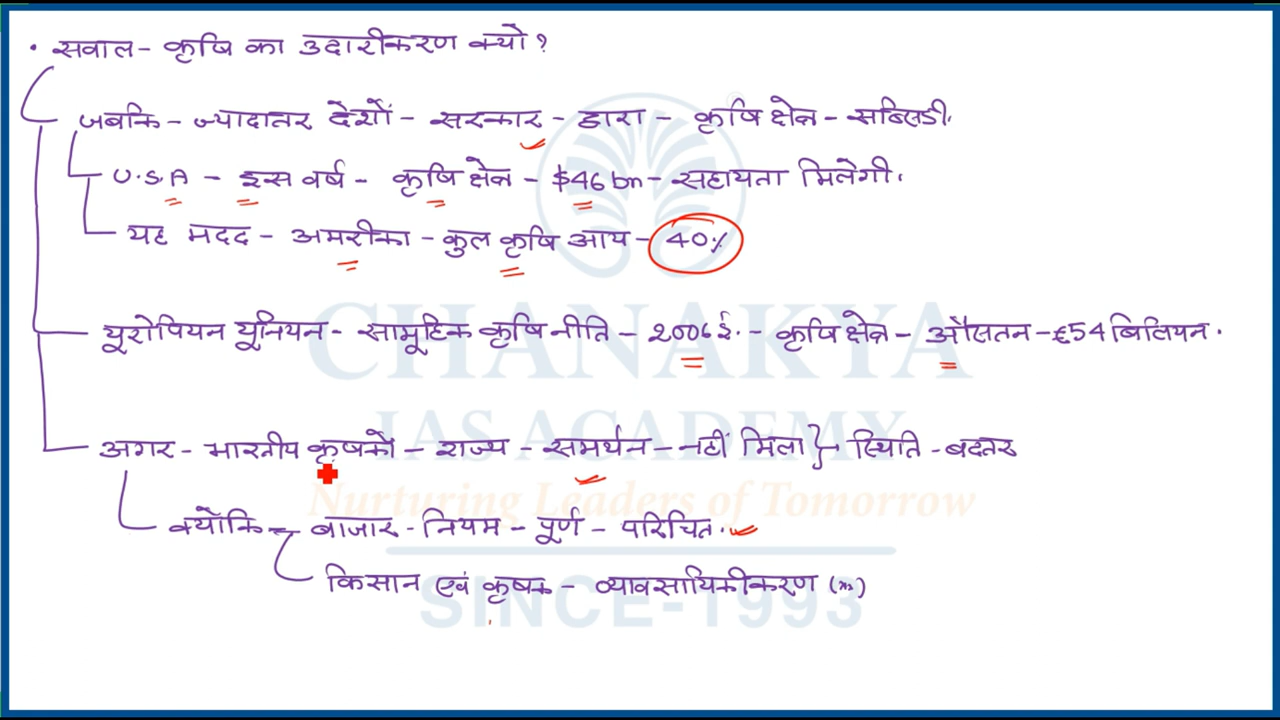 · सवाल - कृषि का उदारीकरण क्यो?
जबकि - ज्यादातर देशों - सरकार - द्वारा - कृषि क्षेत्र - सब्सिडी.
U.S.A - इस वर्ष - कृषि क्षेत्र - $46 bn - सहायता मिलेगी.
यह मदद - अमरीका - कुल कृषि आय - 40%
यूरोपियन यूनियन - सामूहिक कृषि नीति - 2006 ई. - कृषि क्षेत्र - औसतन - €54 बिलियन.
अगर - भारतीय कृषको - राज्य - समर्थन - नहीं मिला } - स्थिति - बदतर
क्योंकि - बाजार - नियम - पूर्ण - परिचित.
किसान एवं कृषक - व्यावसायिकीकरण (x)
CHANAKYA
IAS ACADEMY
Nurturing Leaders of Tomorrow
SINCE-1993